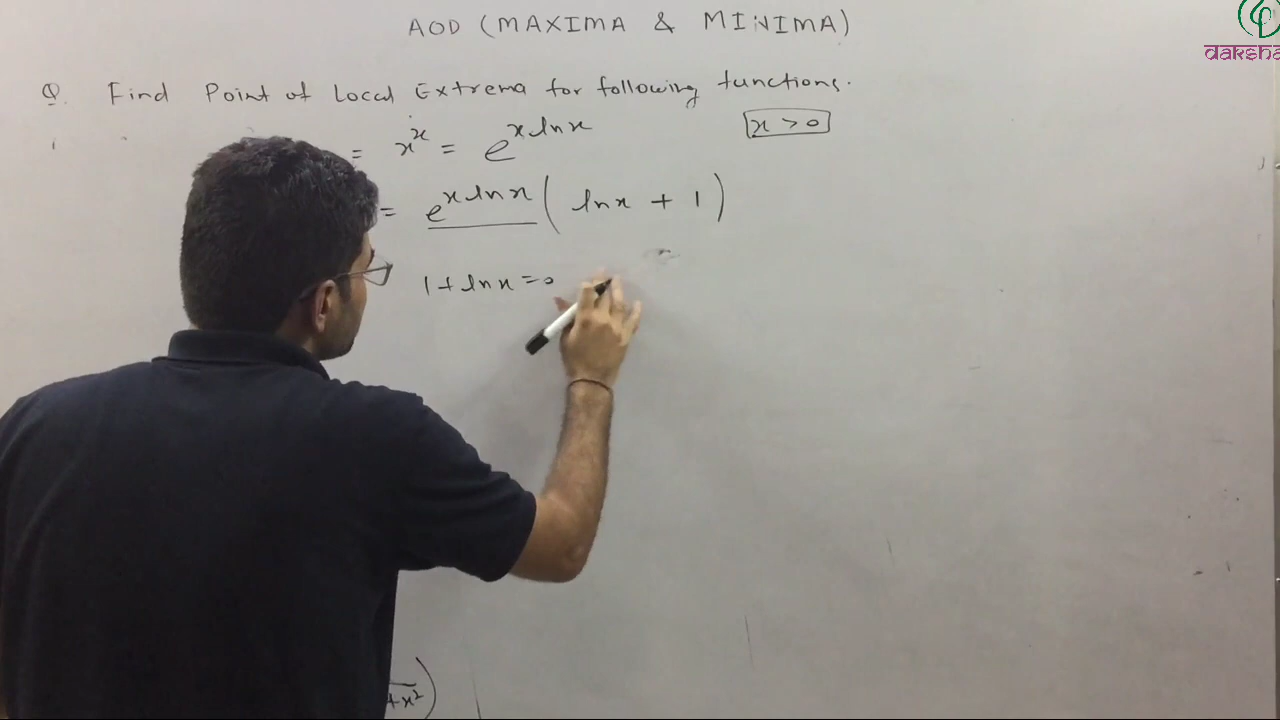 AOD (MAXIMA & MINIMA)
daksha
Q. Find Point of Local Extrema for following functions.
= x^x = e^{x ln x}
x > 0
= e^{x ln x} ( ln x + 1 )
1 + ln x = 0
+x²)